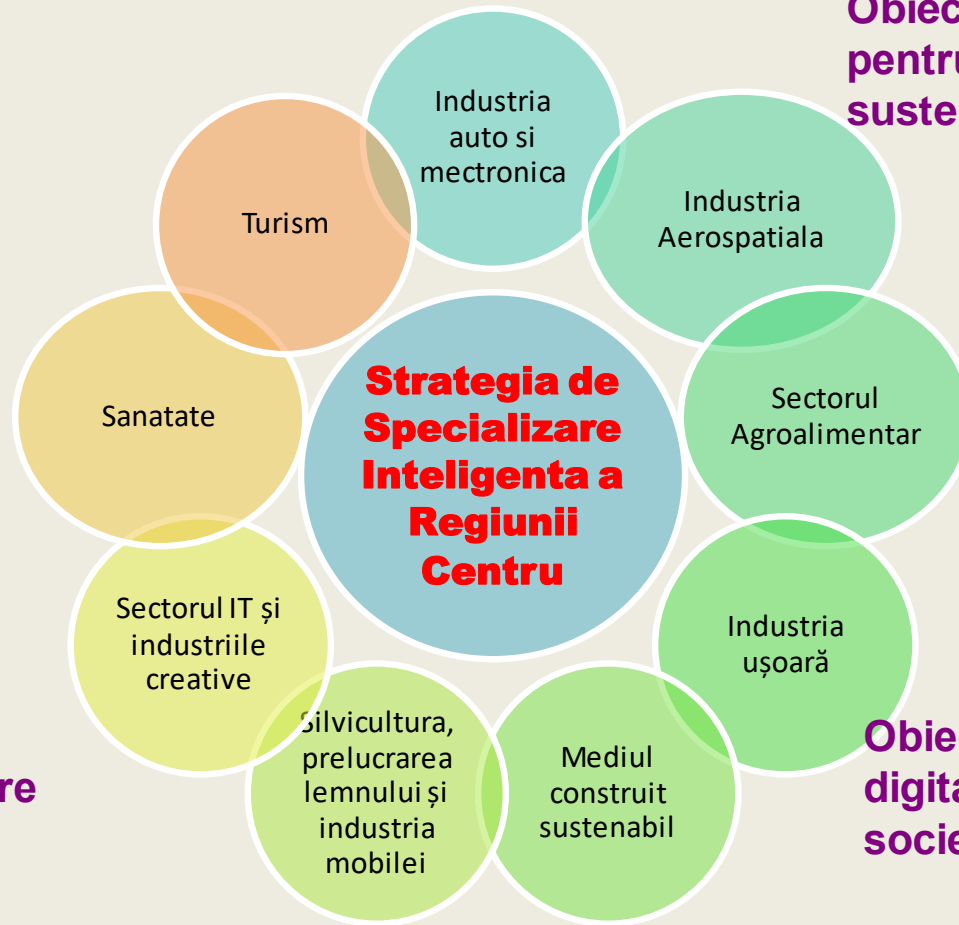 Industria
auto si
mectronica
Industria
Aerospatiala
Sectorul
Agroalimentar
Industria
ușoară
Mediul
construit
sustenabil
Silvicultura,
prelucrarea
lemnului și
industria
mobilei
Sectorul IT și
industriile
creative
Sanatate
Turism
Strategia de
Specializare
Inteligenta a
Regiunii
Centru